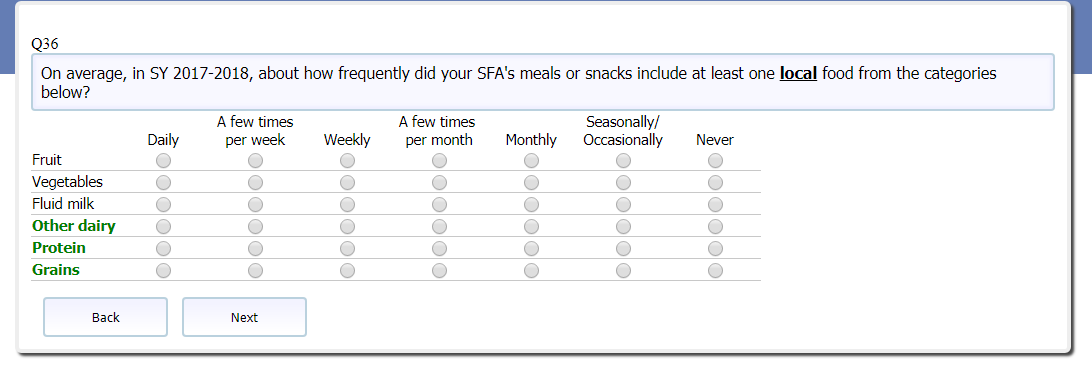 Q36
On average, in SY 2017-2018, about how frequently did your SFA's meals or snacks include at least one local food from the categories
below?
Daily
A few times
per week
Weekly
A few times
per month
Monthly
Seasonally/
Occasionally
Never
Fruit
Vegetables
Fluid milk
Other dairy
Protein
Grains
Back
Next